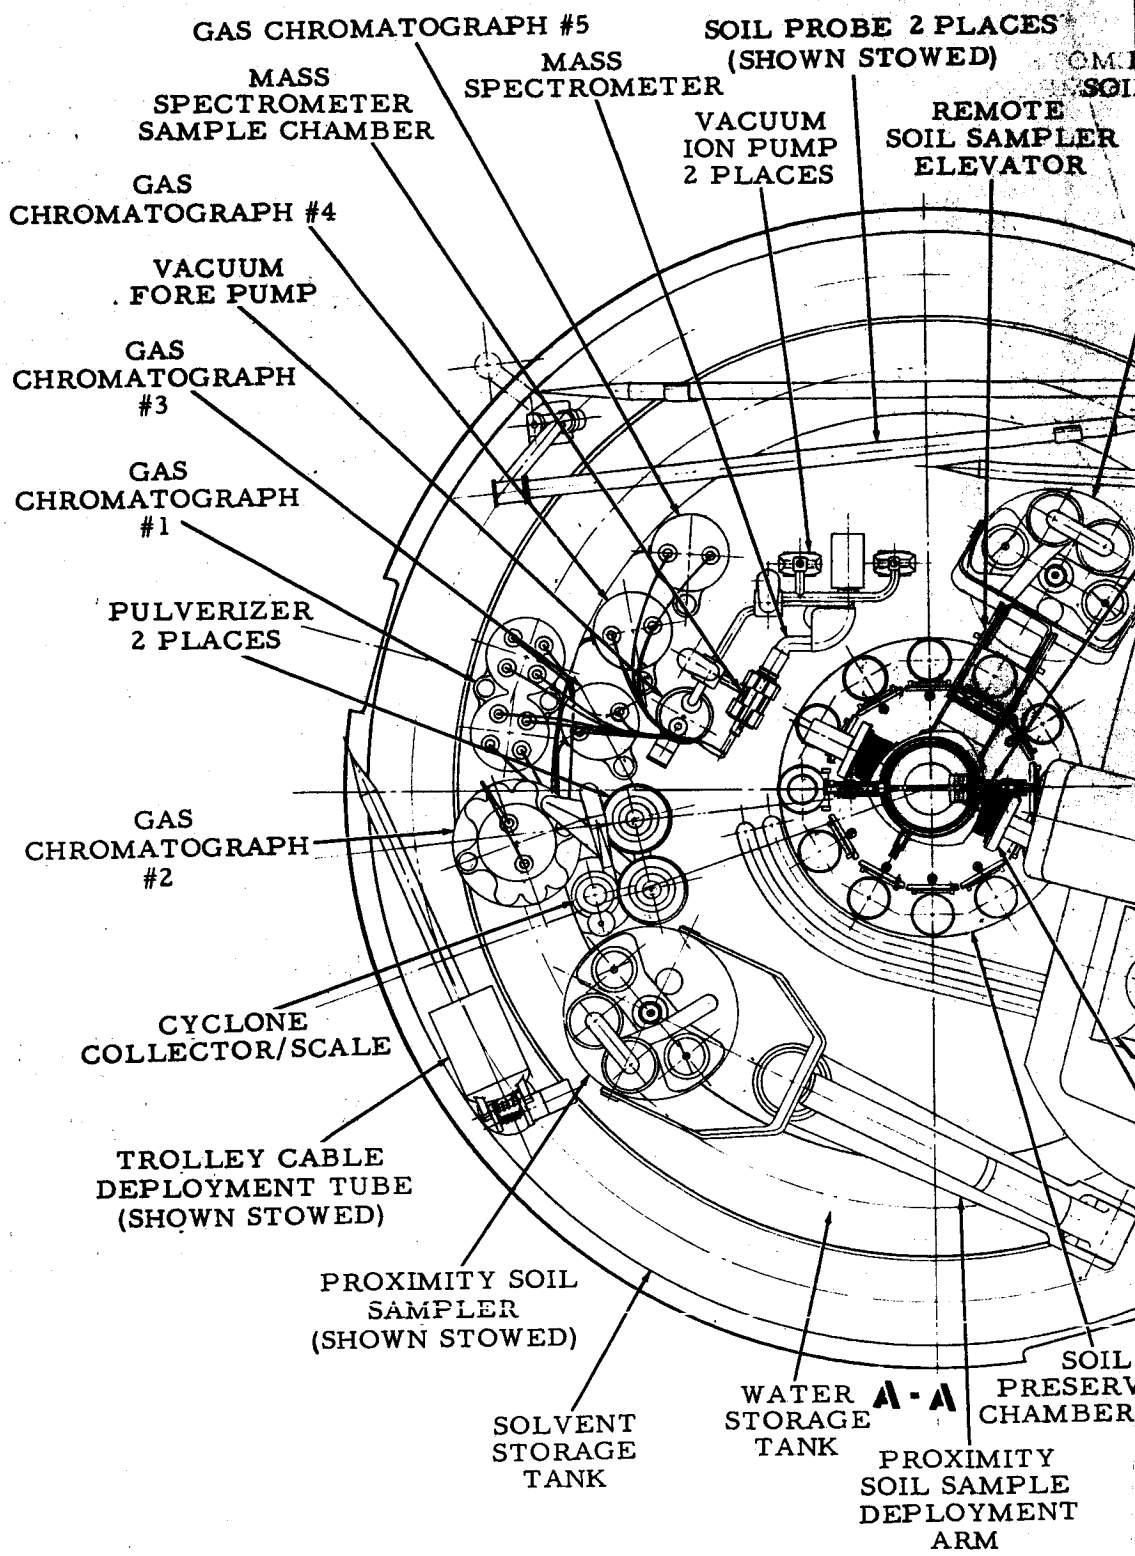 GAS CHROMATOGRAPH #5
MASS
SPECTROMETER
SOIL PROBE 2 PLACES
(SHOWN STOWED)
MASS
SPECTROMETER
SAMPLE CHAMBER
VACUUM
ION PUMP
2 PLACES
REMOTE
SOIL SAMPLER
ELEVATOR
GAS
CHROMATOGRAPH #4
VACUUM
FORE PUMP
GAS
CHROMATOGRAPH
#3
GAS
CHROMATOGRAPH
#1
PULVERIZER
2 PLACES
GAS
CHROMATOGRAPH
#2
CYCLONE
COLLECTOR/SCALE
TROLLEY CABLE
DEPLOYMENT TUBE
(SHOWN STOWED)
PROXIMITY SOIL
SAMPLER
(SHOWN STOWED)
SOLVENT
STORAGE
TANK
WATER
STORAGE
TANK
A-A
SOIL
PRESERV
CHAMBER
PROXIMITY
SOIL SAMPLE
DEPLOYMENT
ARM